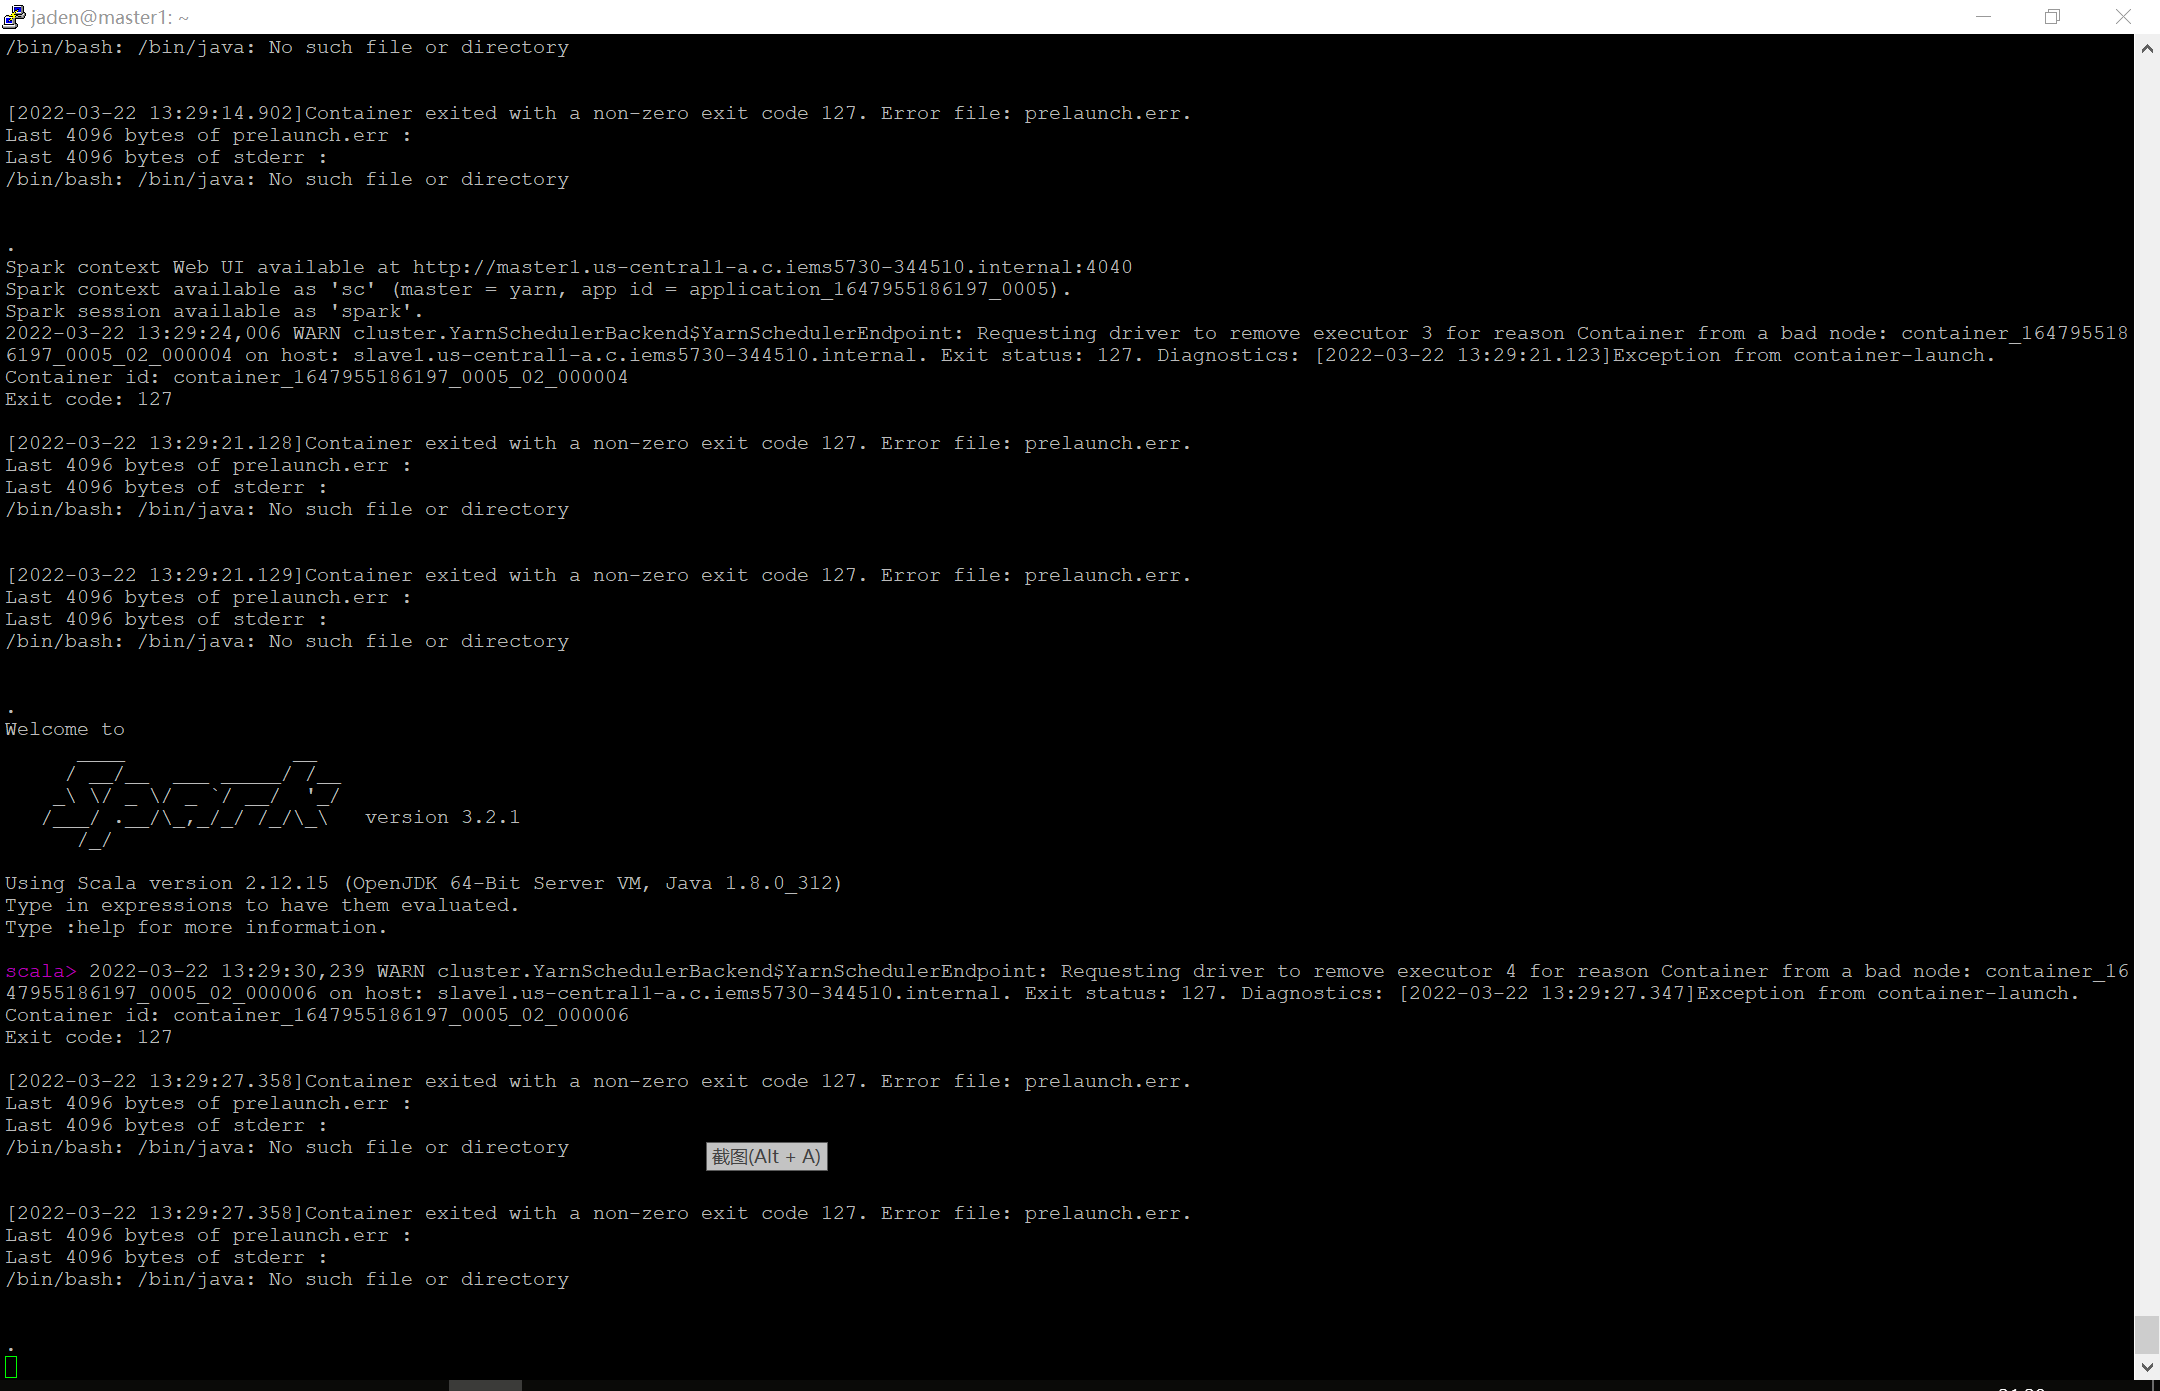 jaden@master1: ~
/bin/bash: /bin/java: No such file or directory
[2022-03-22 13:29:14.902]Container exited with a non-zero exit code 127. Error file: prelaunch.err.
Last 4096 bytes of prelaunch.err :
Last 4096 bytes of stderr :
/bin/bash: /bin/java: No such file or directory
.
Spark context Web UI available at http://master1.us-central1-a.c.iems5730-344510.internal:4040
Spark context available as 'sc' (master = yarn, app id = application_1647955186197_0005).
Spark session available as 'spark'.
2022-03-22 13:29:24,006 WARN cluster.YarnSchedulerBackend$YarnSchedulerEndpoint: Requesting driver to remove executor 3 for reason Container from a bad node: container_164795518
6197_0005_02_000004 on host: slave1.us-central1-a.c.iems5730-344510.internal. Exit status: 127. Diagnostics: [2022-03-22 13:29:21.123]Exception from container-launch.
Container id: container_1647955186197_0005_02_000004
Exit code: 127
[2022-03-22 13:29:21.128]Container exited with a non-zero exit code 127. Error file: prelaunch.err.
Last 4096 bytes of prelaunch.err :
Last 4096 bytes of stderr :
/bin/bash: /bin/java: No such file or directory
[2022-03-22 13:29:21.129]Container exited with a non-zero exit code 127. Error file: prelaunch.err.
Last 4096 bytes of prelaunch.err :
Last 4096 bytes of stderr :
/bin/bash: /bin/java: No such file or directory
.
Welcome to
Spark version 3.2.1
Using Scala version 2.12.15 (OpenJDK 64-Bit Server VM, Java 1.8.0_312)
Type in expressions to have them evaluated.
Type :help for more information.
scala> 2022-03-22 13:29:30,239 WARN cluster.YarnSchedulerBackend$YarnSchedulerEndpoint: Requesting driver to remove executor 4 for reason Container from a bad node: container_16
47955186197_0005_02_000006 on host: slave1.us-central1-a.c.iems5730-344510.internal. Exit status: 127. Diagnostics: [2022-03-22 13:29:27.347]Exception from container-launch.
Container id: container_1647955186197_0005_02_000006
Exit code: 127
[2022-03-22 13:29:27.358]Container exited with a non-zero exit code 127. Error file: prelaunch.err.
Last 4096 bytes of prelaunch.err :
Last 4096 bytes of stderr :
/bin/bash: /bin/java: No such file or directory
截图(Alt + A)
[2022-03-22 13:29:27.358]Container exited with a non-zero exit code 127. Error file: prelaunch.err.
Last 4096 bytes of prelaunch.err :
Last 4096 bytes of stderr :
/bin/bash: /bin/java: No such file or directory
.